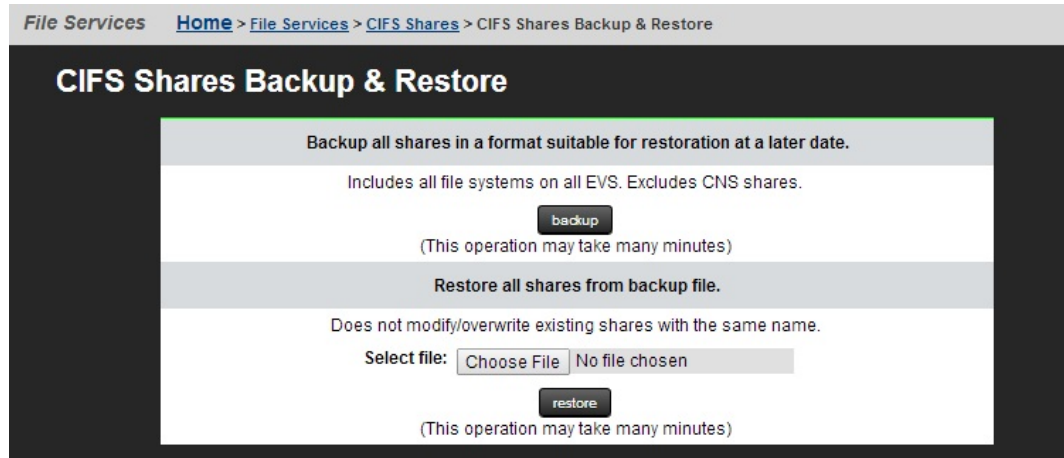 File Services Home > File Services > CIFS Shares > CIFS Shares Backup & Restore
CIFS Shares Backup & Restore
Backup all shares in a format suitable for restoration at a later date.
Includes all file systems on all EVS. Excludes CNS shares.
backup
(This operation may take many minutes)
Restore all shares from backup file.
Does not modify/overwrite existing shares with the same name.
Select file: Choose File No file chosen
restore
(This operation may take many minutes)